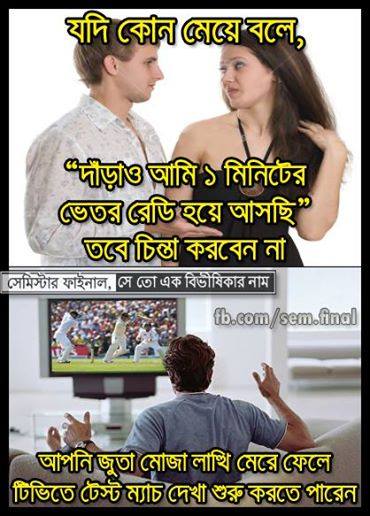 যদি কোন মেয়ে বলে,
“দাঁড়াও আমি ১ মিনিটের
ভেতর রেডি হয়ে আসছি”
তবে চিন্তা করবেন না
সেমিস্টার ফাইনাল, সে তো এক বিভীষিকার নাম
fb.com/sem.final
আপনি জুতা মোজা লাত্থি মেরে ফেলে
টিভিতে টেস্ট ম্যাচ দেখা শুরু করতে পারেন